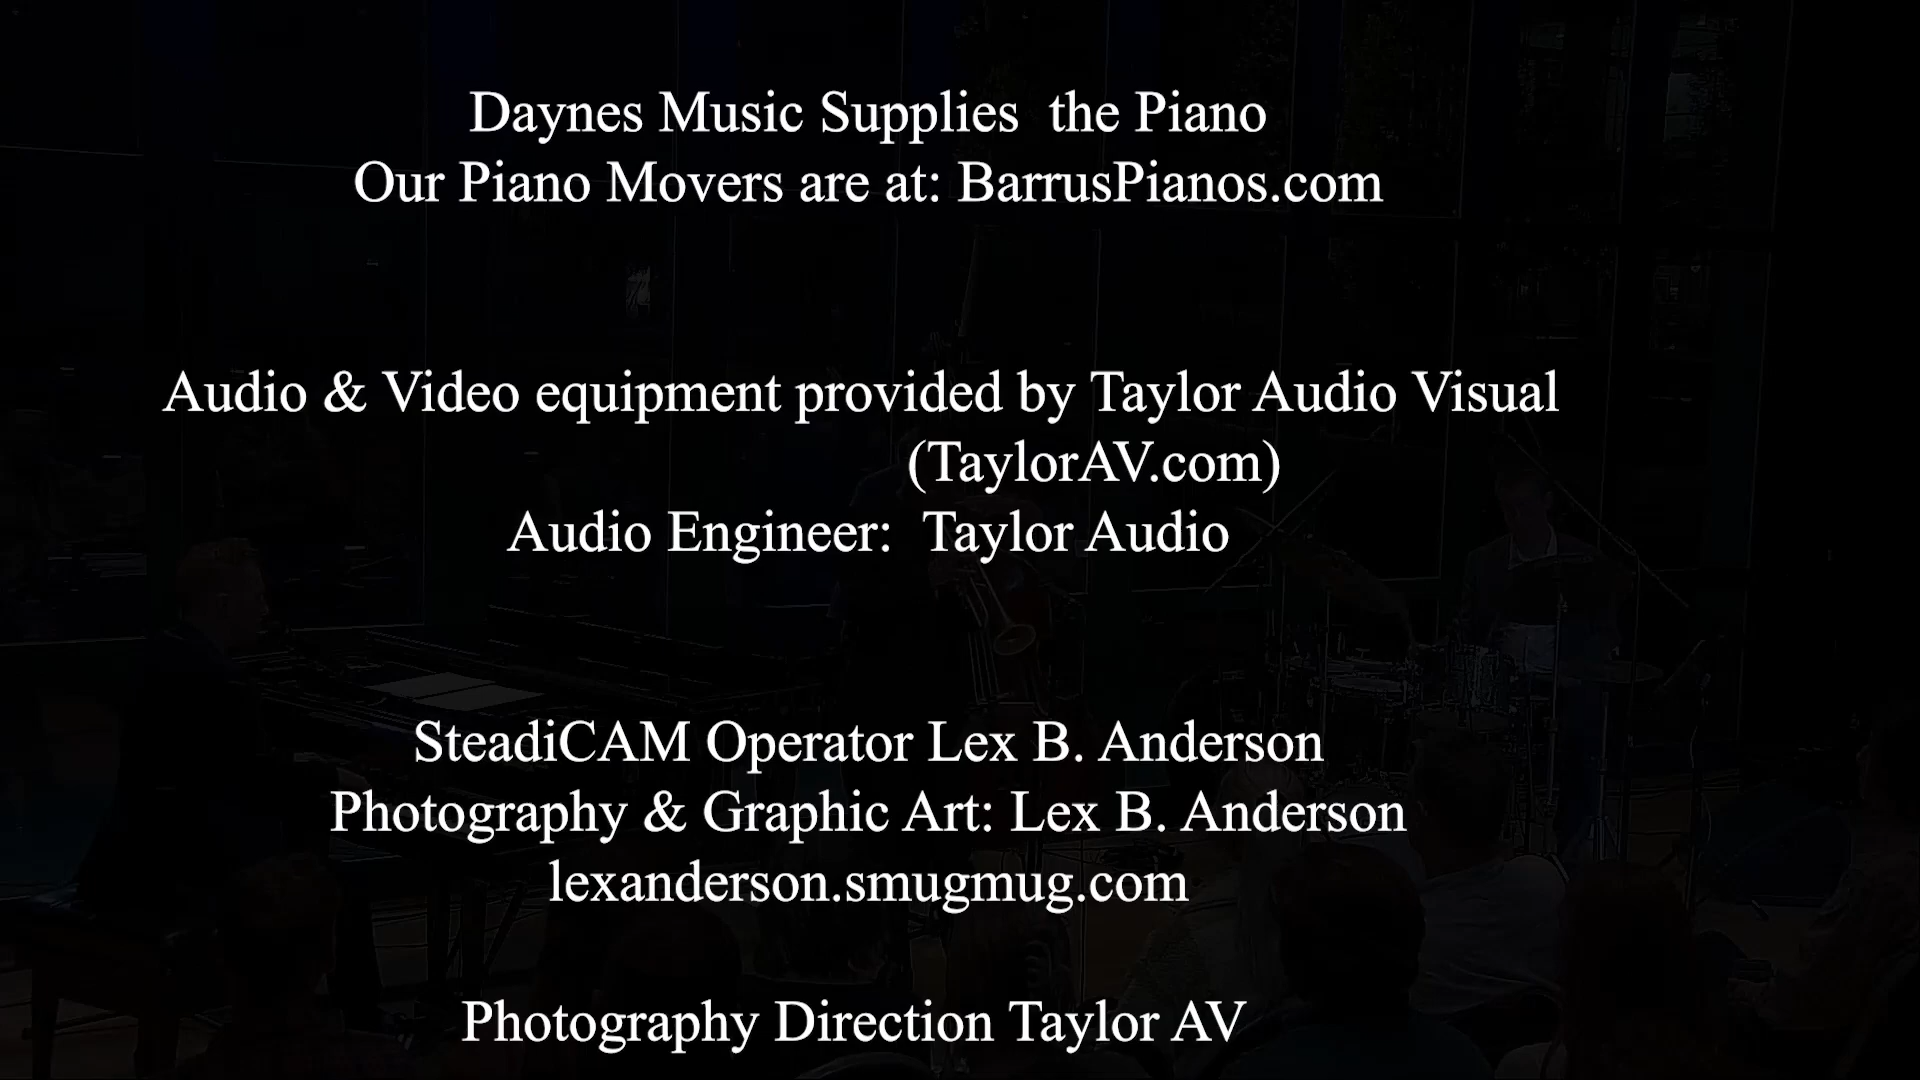 Daynes Music Supplies  the Piano
Our Piano Movers are at: BarrusPianos.com
Audio & Video equipment provided by Taylor Audio Visual
(TaylorAV.com)
Audio Engineer:  Taylor Audio
SteadiCAM Operator Lex B. Anderson
Photography & Graphic Art: Lex B. Anderson
lexanderson.smugmug.com
Photography Direction Taylor AV